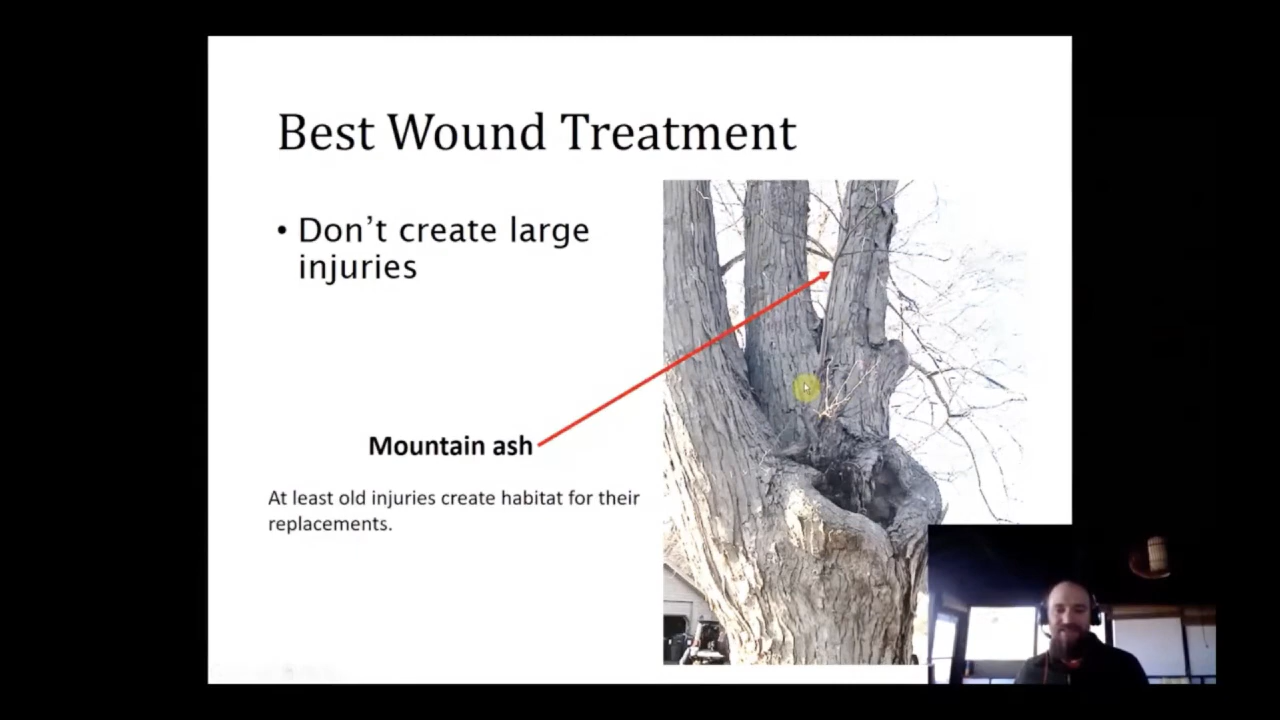 Best Wound Treatment
• Don’t create large
injuries
Mountain ash
At least old injuries create habitat for their
replacements.